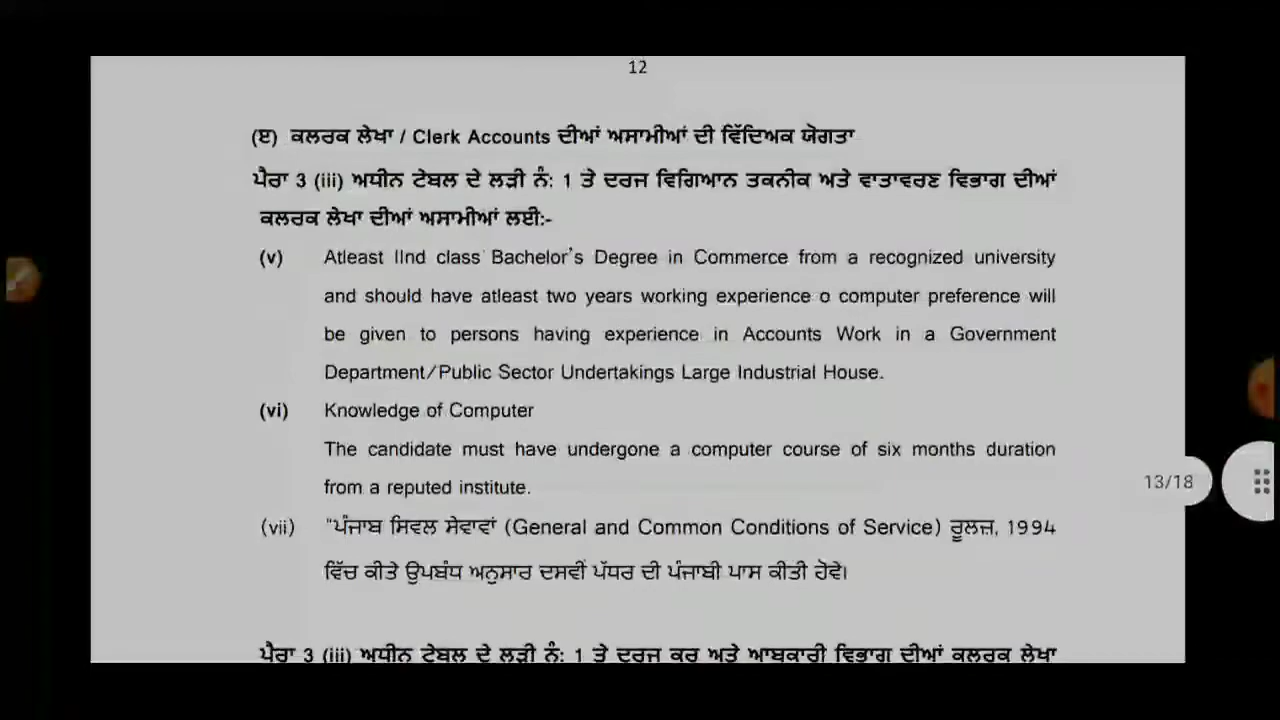 12
(ੲ) ਕਲਰਕ ਲੇਖਾ / Clerk Accounts ਦੀਆਂ ਅਸਾਮੀਆਂ ਦੀ ਵਿੱਦਿਅਕ ਯੋਗਤਾ
ਪੈਰਾ 3 (iii) ਅਧੀਨ ਟੇਬਲ ਦੇ ਲੜੀ ਨੰ: 1 ਤੇ ਦਰਜ ਵਿਗਿਆਨ ਤਕਨੀਕ ਅਤੇ ਵਾਤਾਵਰਣ ਵਿਭਾਗ ਦੀਆਂ
ਕਲਰਕ ਲੇਖਾ ਦੀਆਂ ਅਸਾਮੀਆਂ ਲਈ:-
(v) Atleast IInd class Bachelor's Degree in Commerce from a recognized university
and should have atleast two years working experience o computer preference will
be given to persons having experience in Accounts Work in a Government
Department/Public Sector Undertakings Large Industrial House.
(vi) Knowledge of Computer
The candidate must have undergone a computer course of six months duration
13/18
from a reputed institute.
(vii) "ਪੰਜਾਬ ਸਿਵਲ ਸੇਵਾਵਾਂ (General and Common Conditions of Service) ਰੂਲਜ਼, 1994
ਵਿੱਚ ਕੀਤੇ ਉਪਬੰਧ ਅਨੁਸਾਰ ਦਸਵੀਂ ਪੱਧਰ ਦੀ ਪੰਜਾਬੀ ਪਾਸ ਕੀਤੀ ਹੋਵੇ।
ਪੈਰਾ 3 (iii) ਅਧੀਨ ਟੇਬਲ ਦੇ ਲੜੀ ਨੰ: 1 ਤੇ ਦਰਜ ਕਰ ਅਤੇ ਆਬਕਾਰੀ ਵਿਭਾਗ ਦੀਆਂ ਕਲਰਕ ਲੇਖਾ